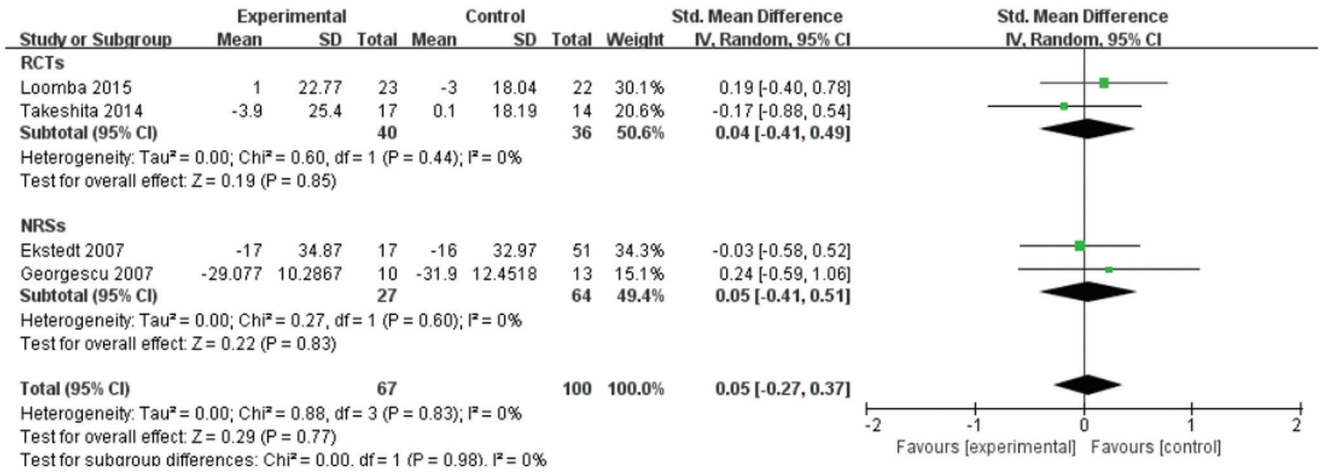 Experimental Control Std. Mean Difference Std. Mean Difference
Study or Subgroup Mean SD Total Mean SD Total Weight IV, Random, 95% CI IV, Random, 95% CI
RCTs
Loomba 2015 1 22.77 23 -3 18.04 22 30.1% 0.19 [-0.40, 0.78]
Takeshita 2014 -3.9 25.4 17 0.1 18.19 14 20.6% -0.17 [-0.88, 0.54]
Subtotal (95% CI) 40 36 50.6% 0.04 [-0.41, 0.49]
Heterogeneity: Tau² = 0.00; Chi² = 0.60, df = 1 (P = 0.44); I² = 0%
Test for overall effect: Z = 0.19 (P = 0.85)
NRSs
Ekstedt 2007 -17 34.87 17 -16 32.97 51 34.3% -0.03 [-0.58, 0.52]
Georgescu 2007 -29.077 10.2867 10 -31.9 12.4518 13 15.1% 0.24 [-0.59, 1.06]
Subtotal (95% CI) 27 64 49.4% 0.05 [-0.41, 0.51]
Heterogeneity: Tau² = 0.00; Chi² = 0.27, df = 1 (P = 0.60); I² = 0%
Test for overall effect: Z = 0.22 (P = 0.83)
Total (95% CI) 67 100 100.0% 0.05 [-0.27, 0.37]
Heterogeneity: Tau² = 0.00; Chi² = 0.88, df = 3 (P = 0.83); I² = 0%
Test for overall effect: Z = 0.29 (P = 0.77)
Test for subgroup differences: Chi² = 0.00, df = 1 (P = 0.98), I² = 0%
-2 -1 0 1 2
Favours [experimental] Favours [control]